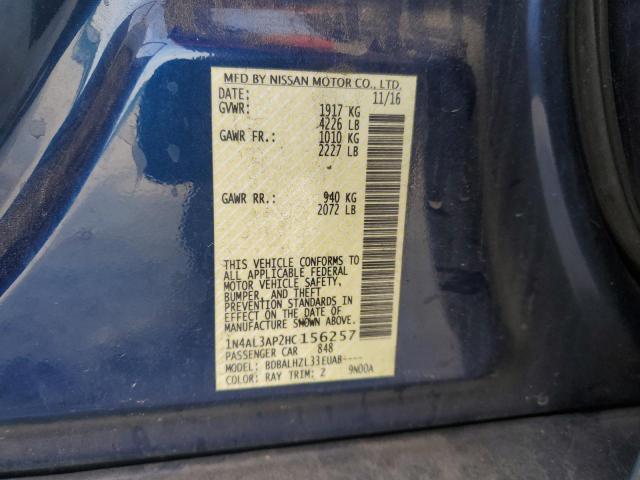 MFD BY NISSAN MOTOR CO., LTD.
DATE: 11/16
GVWR: 1917 KG
4226 LB
GAWR FR.: 1010 KG
2227 LB
GAWR RR.: 940 KG
2072 LB
THIS VEHICLE CONFORMS TO
ALL APPLICABLE FEDERAL
MOTOR VEHICLE SAFETY,
BUMPER, AND THEFT
PREVENTION STANDARDS IN
EFFECT ON THE DATE OF
MANUFACTURE SHOWN ABOVE.
1N4AL3AP2HC156257
PASSENGER CAR 848
MODEL: BDBALHZL33EUAB----
COLOR: RAY TRIM: Z 9N00A